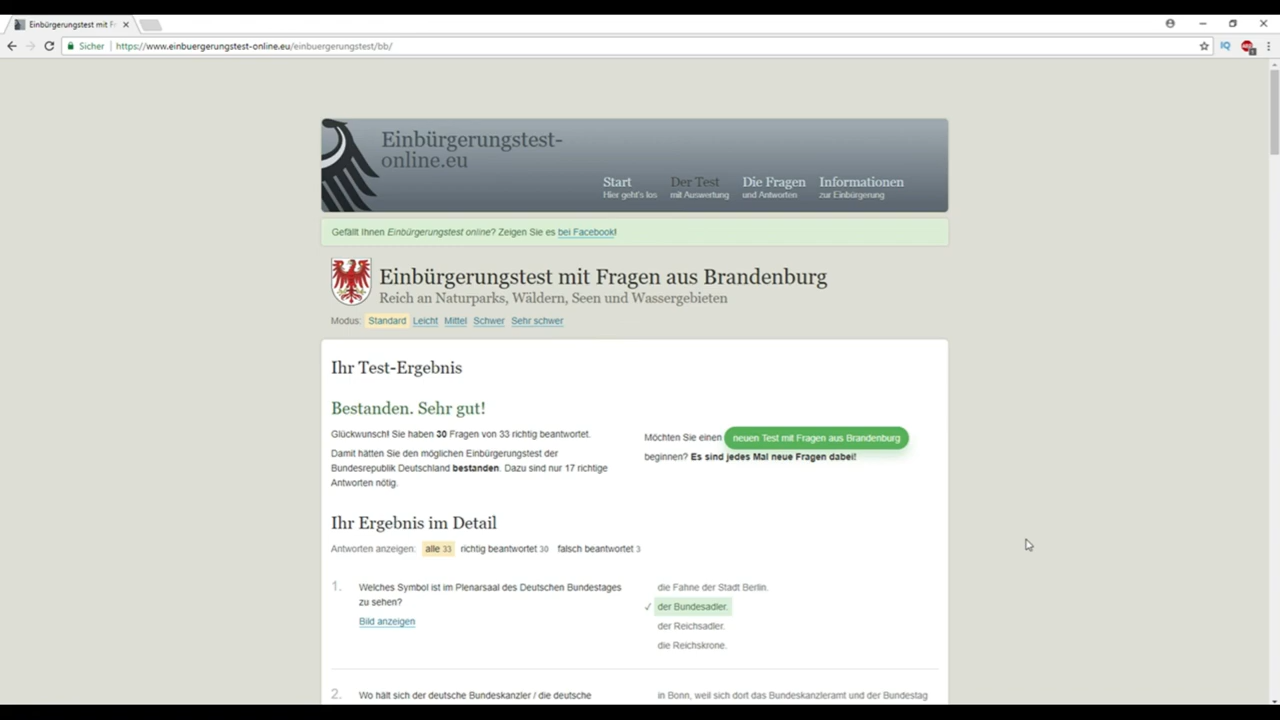 Einbürgerungstest mit Fr
Sicher
https://www.einbuergerungstest-online.eu/einbuergerungstest/bb/
Einbürgerungstest-
online.eu
Start
Der Test
Die Fragen
Informationen
Hier geht's los
mit Auswertung
und Antworten
zur Einbürgerung
Gefällt Ihnen Einbürgerungstest online? Zeigen Sie es bei Facebook!
Einbürgerungstest mit Fragen aus Brandenburg
Reich an Naturparks, Wäldern, Seen und Wassergebieten
Modus: Standard Leicht Mittel Schwer Sehr schwer
Ihr Test-Ergebnis
Bestanden. Sehr gut!
Glückwunsch! Sie haben 30 Fragen von 33 richtig beantwortet.
Damit hätten Sie den möglichen Einbürgerungstest der
Bundesrepublik Deutschland bestanden. Dazu sind nur 17 richtige
Antworten nötig.
Möchten Sie einen neuen Test mit Fragen aus Brandenburg
beginnen? Es sind jedes Mal neue Fragen dabei!
Ihr Ergebnis im Detail
Antworten anzeigen: alle 33 richtig beantwortet 30 falsch beantwortet 3
1. Welches Symbol ist im Plenarsaal des Deutschen Bundestages
zu sehen?
Bild anzeigen
die Fahne der Stadt Berlin.
✓ der Bundesadler.
der Reichsadler.
die Reichskrone.
2. Wo hält sich der deutsche Bundeskanzler / die deutsche
in Bonn, weil sich dort das Bundeskanzleramt und der Bundestag